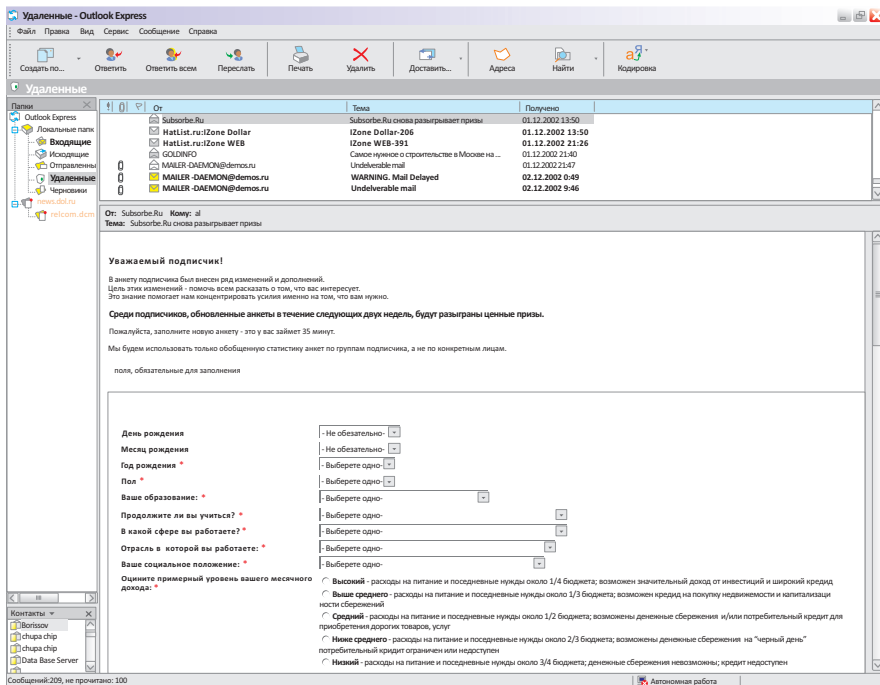 Удаленные - Outlook Express
Файл Правка Вид Сервис Сообщение Справка
Создать по... Ответить Ответить всем Переслать Печать Удалить Доставить... Адреса Найти Кодировка
Удаленные
Папки
Outlook Express
Локальные папк
Входящие
Исходящие
Отправленны
Удаленные
Черновики
news.dol.ru
relcom.dcm
От Тема Получено
Subsorbe.Ru Subsorbe.Ru снова разыгрывает призы 01.12.2002 13:50
HatList.ru:IZone Dollar IZone Dollar-206 01.12.2002 13:50
HatList.ru:IZone WEB IZone WEB-391 01.12.2002 21:26
GOLDINFO Самое нужное о строительстве в Москве на ... 01.12.2002 21:40
MAILER -DAEMON@demos.ru Undelverable mail 01.12.2002 21:47
MAILER -DAEMON@demos.ru WARNING. Mail Delayed 02.12.2002 0:49
MAILER -DAEMON@demos.ru Undelverable mail 02.12.2002 9:46
От: Subsorbe.Ru Кому: al
Тема: Subsorbe.Ru снова разыгрывает призы
Уважаемый подписчик!
В анкету подписчика был внесен ряд изменений и дополнений.
Цель этих изменений - помочь всем расказать о том, что вас интересует.
Это знание помогает нам концентрировать усилия именно на том, что вам нужно.
Среди подписчиков, обновленные анкеты в течение следующих двух недель, будут разыграны ценные призы.
Пожалуйста, заполните новую анкету - это у вас займет 35 минут.
Мы будем использовать только обобщенную статистику анкет по группам подписчика, а не по конкретным лицам.
поля, обязательные для заполнения
День рождения - Не обезательно-
Месяц рождения - Не обезательно-
Год рождения * - Выберете одно-
Пол * - Выберете одно-
Ваше образование: * - Выберете одно-
Продолжите ли вы учиться? * - Выберете одно-
В какой сфере вы работаете? * - Выберете одно-
Отрасль в которой вы работаете: * - Выберете одно-
Ваше социальное положение: * - Выберете одно-
Оцините примерный уровень вашего месячного
дохода: *
Высокий - расходы на питание и поседневные нужды около 1/4 бюджета; возможен значительный доход от инвестиций и широкий кредид
Выше среднего - расходы на питание и поседневные нужды около 1/3 бюджета; возможен кредид на покупку недвижемости и капитализаци
ности сбережений
Средний - расходы на питание и поседневные нужды около 1/2 бюджета; возможены денежные сбережения и/или потребительный кредит для
приобретения дорогих товаров, услуг
Ниже среднего - расходы на питание и поседневные нужды около 2/3 бюджета; возможены денежные сбережения на "черный день"
потребительный кредит ограничен или недоступен
Низкий - расходы на питание и поседневные нужды около 3/4 бюджета; денежные сбережения невозможны; кредит недоступен
Контакты
Borissov
chupa chip
chupa chip
Data Base Server
Сообщений:209, не прочитано: 100
Автономная работа